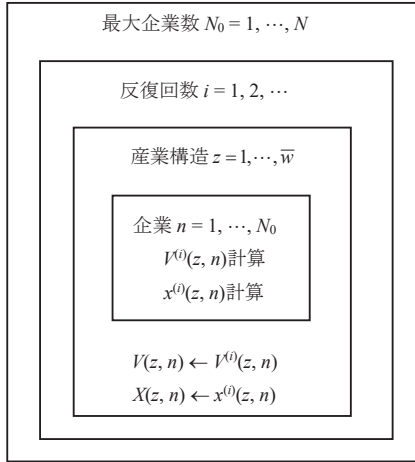 最大企業数 N₀ = 1, ⋯, N
反復回数 i = 1, 2, ⋯
産業構造 z = 1,⋯, w̅
企業 n = 1, ⋯, N₀
V⁽ⁱ⁾(z, n)計算
x⁽ⁱ⁾(z, n)計算
V(z, n) ← V⁽ⁱ⁾(z, n)
X(z, n) ← x⁽ⁱ⁾(z, n)